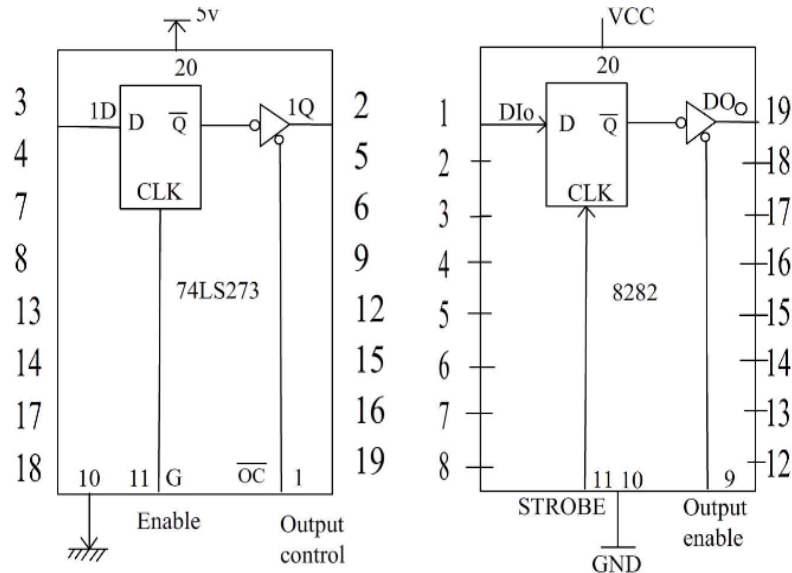 5v
20
3 1D D Q̅ 1Q 2
4 5
7 CLK 6
8 9
74LS273
13 12
14 15
17 16
18 10 11 G O̅C̅ 1 19
Enable Output
control
VCC
20
1 DIo D Q̅ DOO 19
2 18
CLK
3 17
4 16
8282
5 15
6 14
7 13
8 11 10 9 12
STROBE Output
enable
GND